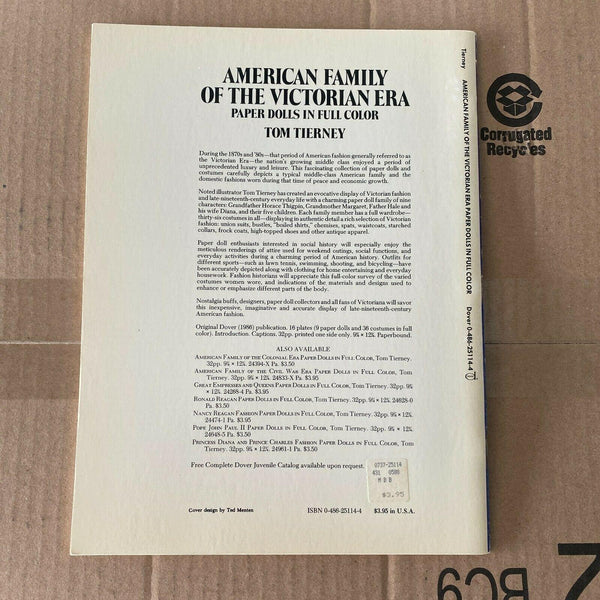 AMERICAN FAMILY
OF THE VICTORIAN ERA
PAPER DOLLS IN FULL COLOR
TOM TIERNEY
During the 1870s and '80s—that period of American fashion generally referred to as
the Victorian Era—the nation's growing middle class enjoyed a period of
unprecedented luxury and leisure. This fascinating collection of paper dolls and
costumes carefully depicts a typical middle-class American family and the
domestic fashions worn during that time of peace and economic growth.
Noted illustrator Tom Tierney has created an evocative display of Victorian fashion
and late-nineteenth-century everyday life with a charming paper doll family of nine
characters: Grandfather Horace Thigpin, Grandmother Margaret, Father Hale and
his wife Diana, and their five children. Each family member has a full wardrobe—
thirty-six costumes in all—displaying in authentic detail a rich selection of Victorian
fashion: union suits, bustles, "boiled shirts," chemises, spats, waistcoats, starched
collars, frock coats, high-topped shoes and other antique apparel.
Paper doll enthusiasts interested in social history will especially enjoy the
meticulous renderings of attire used for weekend outings, social functions, and
everyday activities during a charming period of American history. Outfits for
different sports—such as lawn tennis, swimming, shooting, and bicycling—have
been accurately depicted along with clothing for home entertaining and everyday
housework. Fashion historians will appreciate this full-color survey of the varied
costumes women wore, and indications of the materials and designs used to
enhance or emphasize different parts of the body.
Nostalgia buffs, designers, paper doll collectors and all fans of Victoriana will savor
this inexpensive, imaginative and accurate display of late-nineteenth-century
American fashion.
Original Dover (1986) publication. 16 plates (9 paper dolls and 36 costumes in full
color). Introduction. Captions. 32pp. printed one side only. 9¼ × 12¼. Paperbound.
ALSO AVAILABLE
AMERICAN FAMILY OF THE COLONIAL ERA PAPER DOLLS IN FULL COLOR, Tom Tierney.
32pp. 9¼ × 12¼. 24394-X Pa. $3.50
AMERICAN FAMILY OF THE CIVIL WAR ERA PAPER DOLLS IN FULL COLOR, Tom
Tierney. 32pp. 9¼ × 12¼. 24833-X Pa. $3.95
GREAT EMPRESSES AND QUEENS PAPER DOLLS IN FULL COLOR, Tom Tierney. 32pp. 9¼
× 12¼. 24268-4 Pa. $3.95
RONALD REAGAN PAPER DOLLS IN FULL COLOR, Tom Tierney. 32pp. 9¼ × 12¼. 24628-0
Pa. $3.50
NANCY REAGAN FASHION PAPER DOLLS IN FULL COLOR, Tom Tierney. 32pp. 9¼ × 12¼.
24474-1 Pa. $3.95
POPE JOHN PAUL II PAPER DOLLS IN FULL COLOR, Tom Tierney. 32pp. 9¼ × 12¼.
24648-5 Pa. $3.50
PRINCESS DIANA AND PRINCE CHARLES FASHION PAPER DOLLS IN FULL COLOR, Tom
Tierney. 32pp. 9¼ × 12¼. 24961-1 Pa. $3.50
Free Complete Dover Juvenile Catalog available upon request.
0737-25114
431 0588
M D B
$3.95
Cover design by Ted Menten
ISBN 0-486-25114-4
$3.95 in U.S.A.
Tierney AMERICAN FAMILY OF THE VICTORIAN ERA PAPER DOLLS IN FULL COLOR Dover 0-486-25114-4
Corrugated
Recycles
BC9
Z